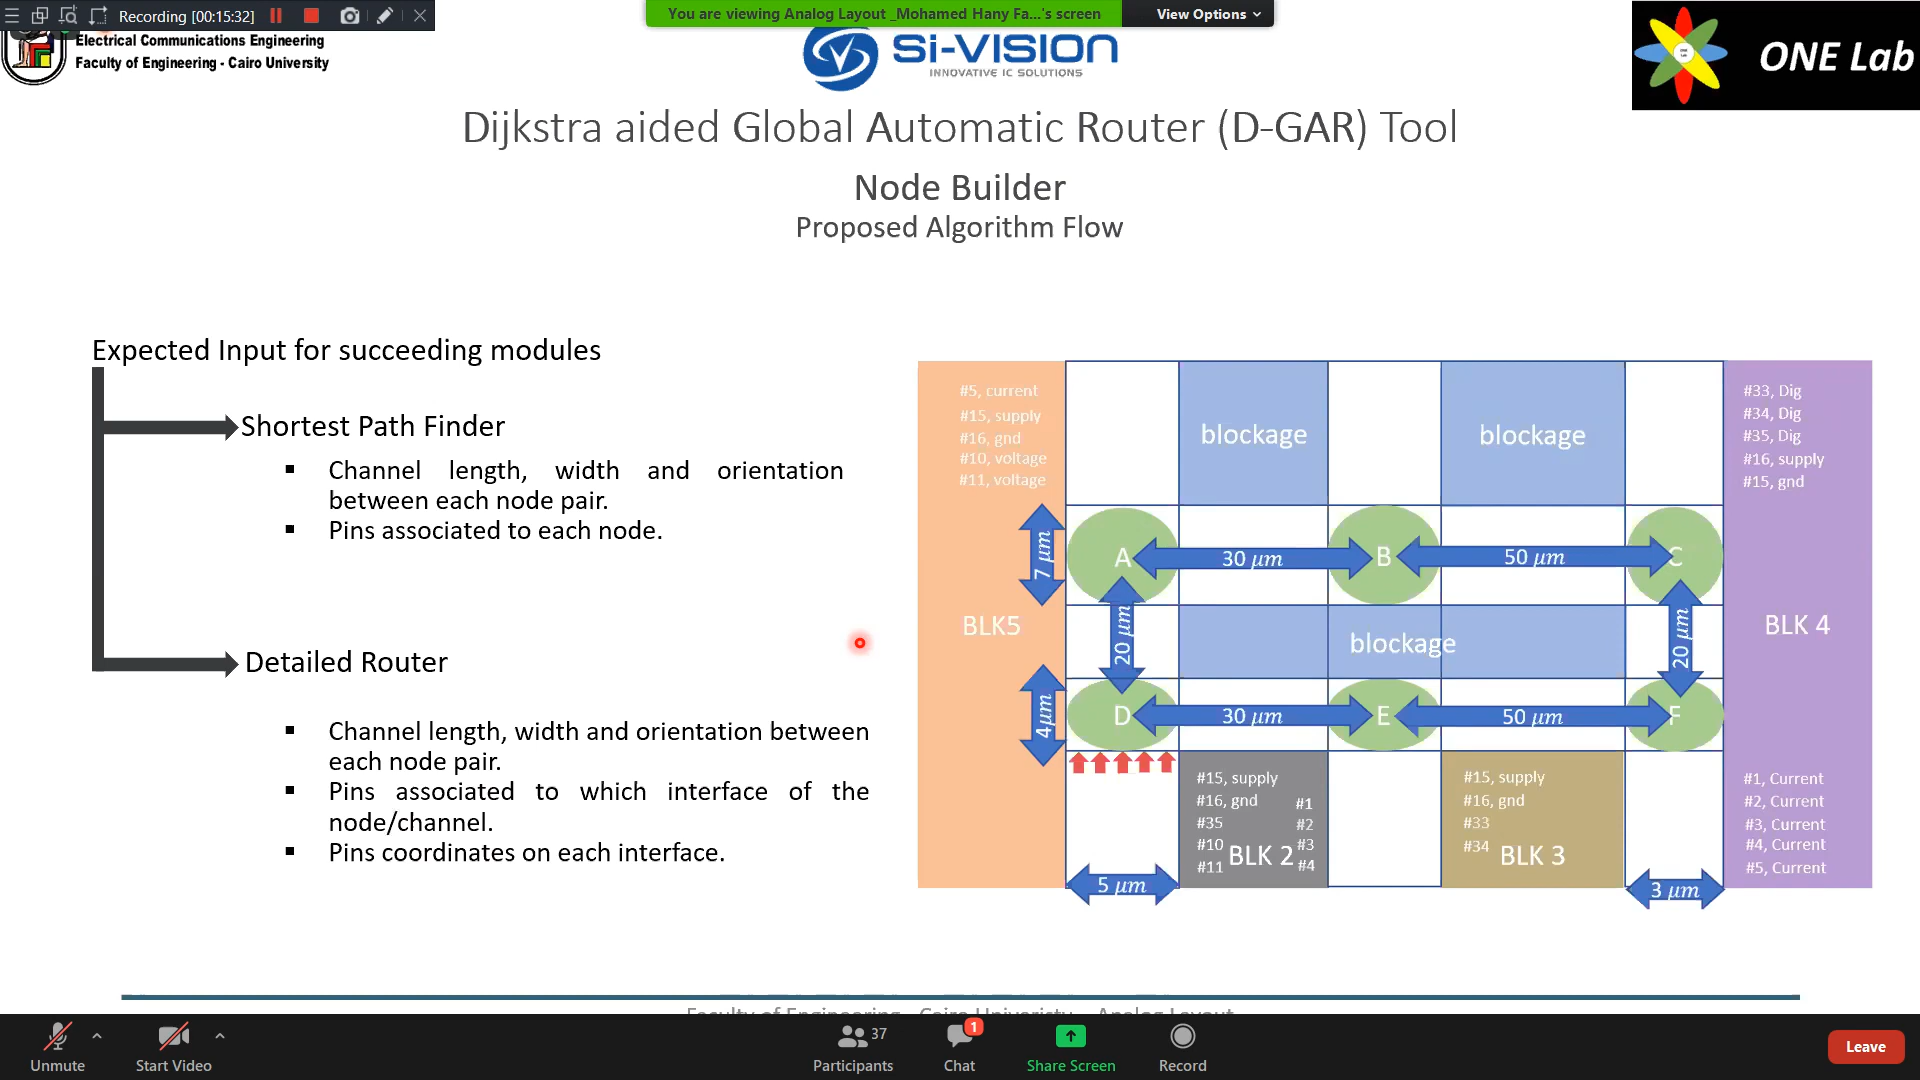 Recording [00:15:32]
You are viewing Analog Layout _Mohamed Hany Fa...'s screen
View Options
Electrical Communications Engineering
Faculty of Engineering - Cairo University
Si-VISION
INNOVATIVE IC SOLUTIONS
ONE Lab
Dijkstra aided Global Automatic Router (D-GAR) Tool
Node Builder
Proposed Algorithm Flow
Expected Input for succeeding modules
Shortest Path Finder
▪ Channel length, width and orientation
between each node pair.
▪ Pins associated to each node.
Detailed Router
▪ Channel length, width and orientation between
each node pair.
▪ Pins associated to which interface of the
node/channel.
▪ Pins coordinates on each interface.
#5, current
#15, supply
#16, gnd
#10, voltage
#11, voltage
BLK5
blockage
blockage
#33, Dig
#34, Dig
#35, Dig
#16, supply
#15, gnd
7 μm
A
30 μm
B
50 μm
C
20 μm
blockage
20 μm
BLK 4
4μm
D
30 μm
E
50 μm
F
#15, supply
#16, gnd
#35
#10
#11
#1
#2
#3
#4
BLK 2
#15, supply
#16, gnd
#33
#34
BLK 3
#1, Current
#2, Current
#3, Current
#4, Current
#5, Current
5 μm
3 μm
Faculty of Engineering - Cairo Univeristy - Analog Layout
Unmute
Start Video
37
Participants
1
Chat
Share Screen
Record
Leave